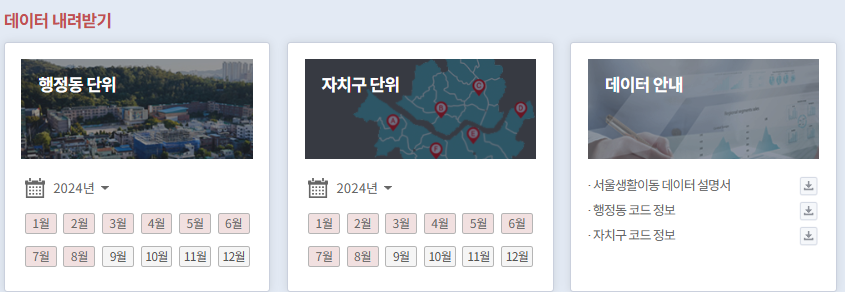 데이터 내려받기
행정동 단위
2024년
1월 2월 3월 4월 5월 6월
7월 8월 9월 10월 11월 12월
자치구 단위
A
B
C
D
E
F
2024년
1월 2월 3월 4월 5월 6월
7월 8월 9월 10월 11월 12월
데이터 안내
· 서울생활이동 데이터 설명서
· 행정동 코드 정보
· 자치구 코드 정보